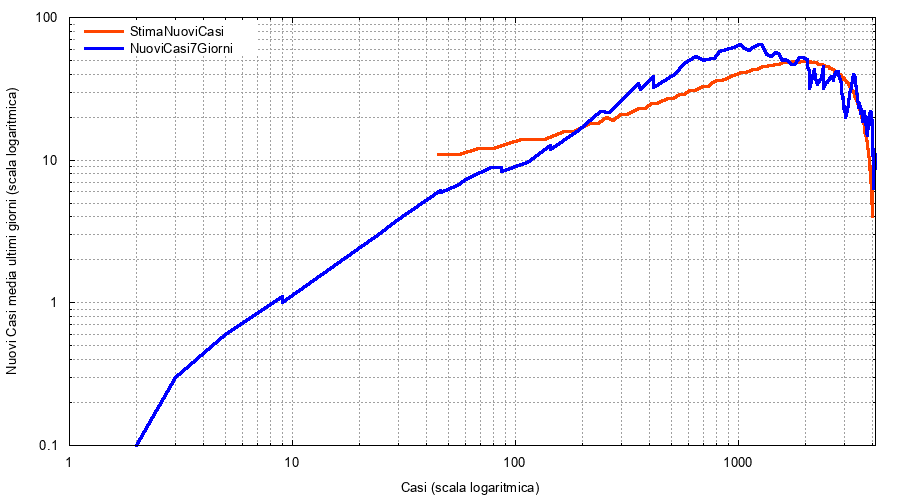 100
10
1
0.1
1
10
100
1000
StimaNuoviCasi
NuoviCasi7Giorni
Nuovi Casi media ultimi giorni (scala logaritmica)
Casi (scala logaritmica)